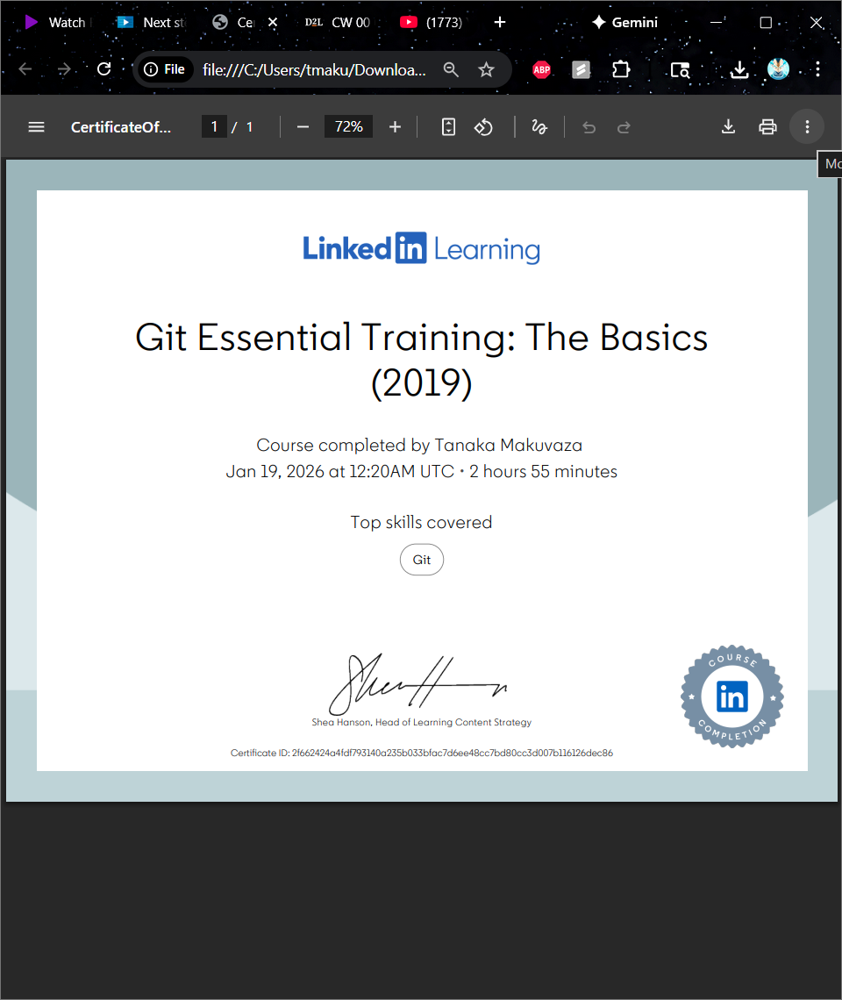 Watch
Next st
Ce
D2L CW 00
(1773)
Gemini
File
file:///C:/Users/tmaku/Downloa...
ABP
CertificateOf...
1 / 1
72%
Mo
Linkedin Learning
Git Essential Training: The Basics
(2019)
Course completed by Tanaka Makuvaza
Jan 19, 2026 at 12:20AM UTC • 2 hours 55 minutes
Top skills covered
Git
Shea Hanson, Head of Learning Content Strategy
COURSE
in
COMPLETION
Certificate ID: 2f662424a4fdf793140a235b033bfac7d6ee48cc7bd80cc3d007b116126dec86